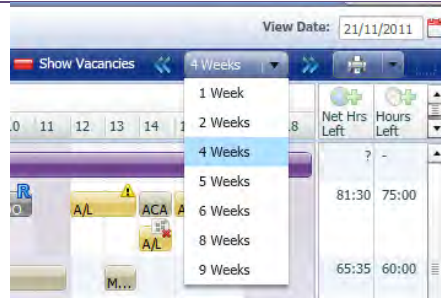 View Date: 21/11/2011
Show Vacancies 4 Weeks
1 Week
2 Weeks
4 Weeks
5 Weeks
6 Weeks
8 Weeks
9 Weeks
Net Hrs Left Hours Left
11 12 13 14 8
? -
R
A/L ACA A 81:30 75:00
A/L
65:35 60:00
M...